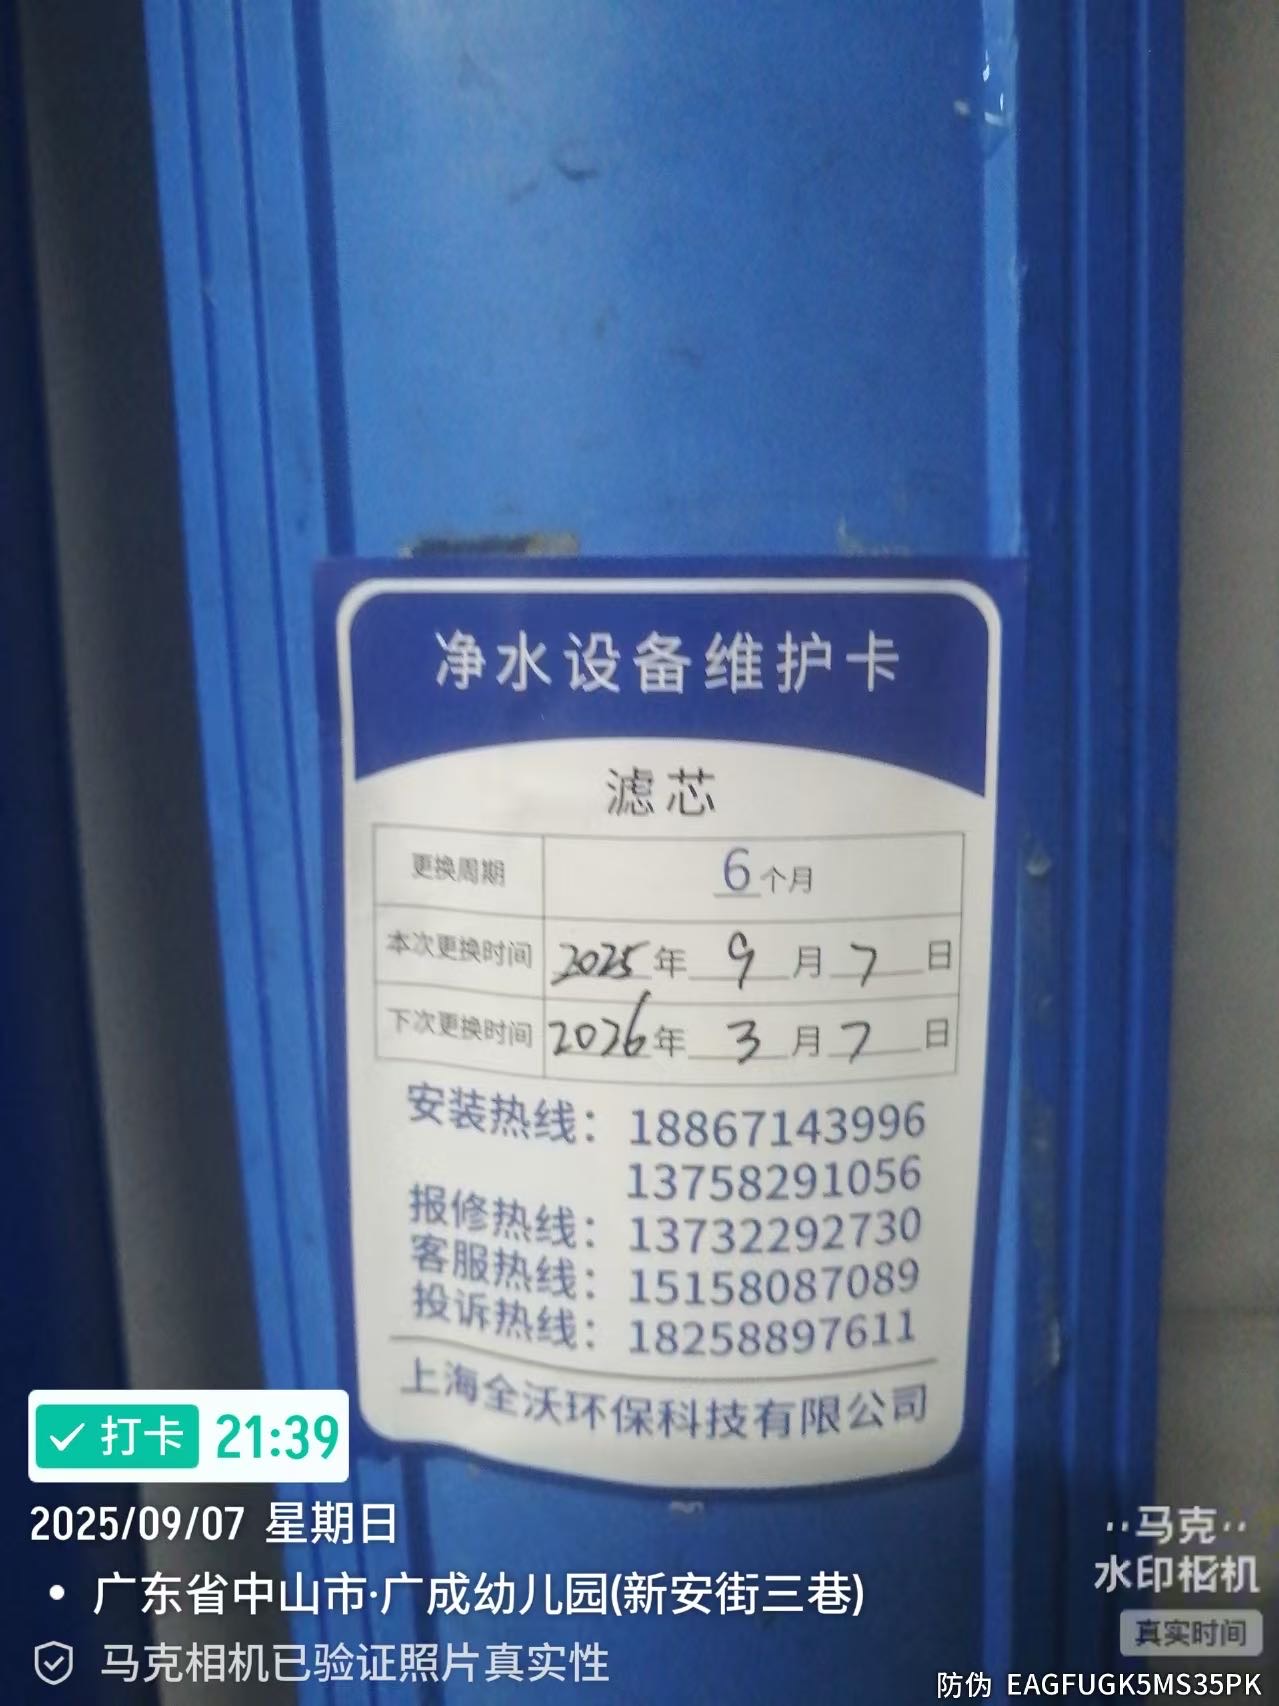 净水设备维护卡
滤芯
更换周期 6个月
本次更换时间 2025年9月7日
下次更换时间 2026年3月7日
安装热线：18867143996
13758291056
报修热线：13732292730
客服热线：15158087089
投诉热线：18258897611
上海全沃环保科技有限公司
打卡 21:39
2025/09/07 星期日
广东省中山市·广成幼儿园(新安街三巷)
马克相机已验证照片真实性
马克
水印相机
真实时间
防伪 EAGFUGK5MS35PK